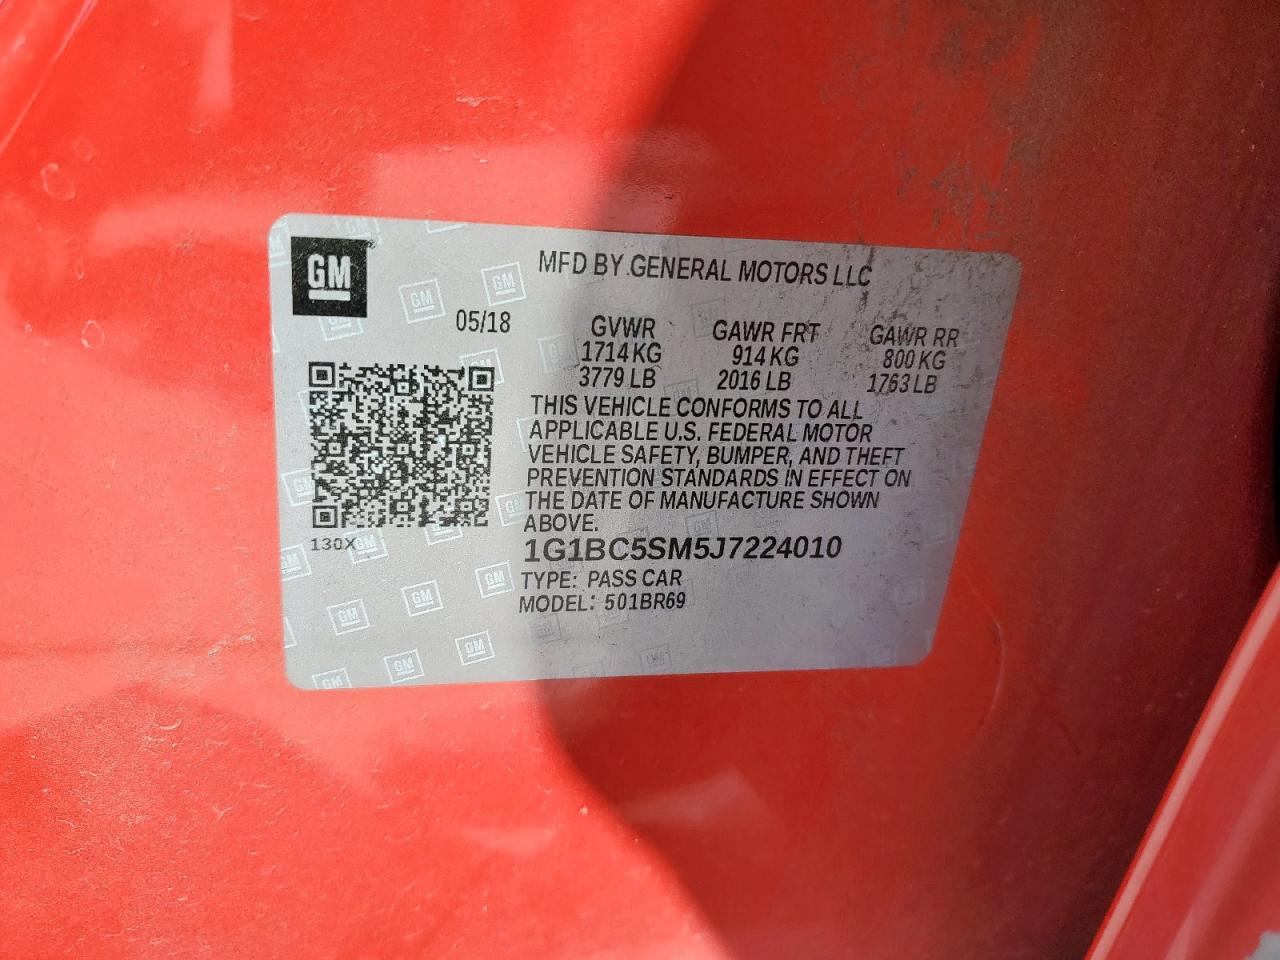 GM
MFD BY GENERAL MOTORS LLC
05/18
GVWR GAWR FRT GAWR RR
1714 KG 914 KG 800 KG
3779 LB 2016 LB 1763 LB
THIS VEHICLE CONFORMS TO ALL
APPLICABLE U.S. FEDERAL MOTOR
VEHICLE SAFETY, BUMPER, AND THEFT
PREVENTION STANDARDS IN EFFECT ON
THE DATE OF MANUFACTURE SHOWN
ABOVE.
130X
1G1BC5SM5J7224010
TYPE: PASS CAR
MODEL: 501BR69